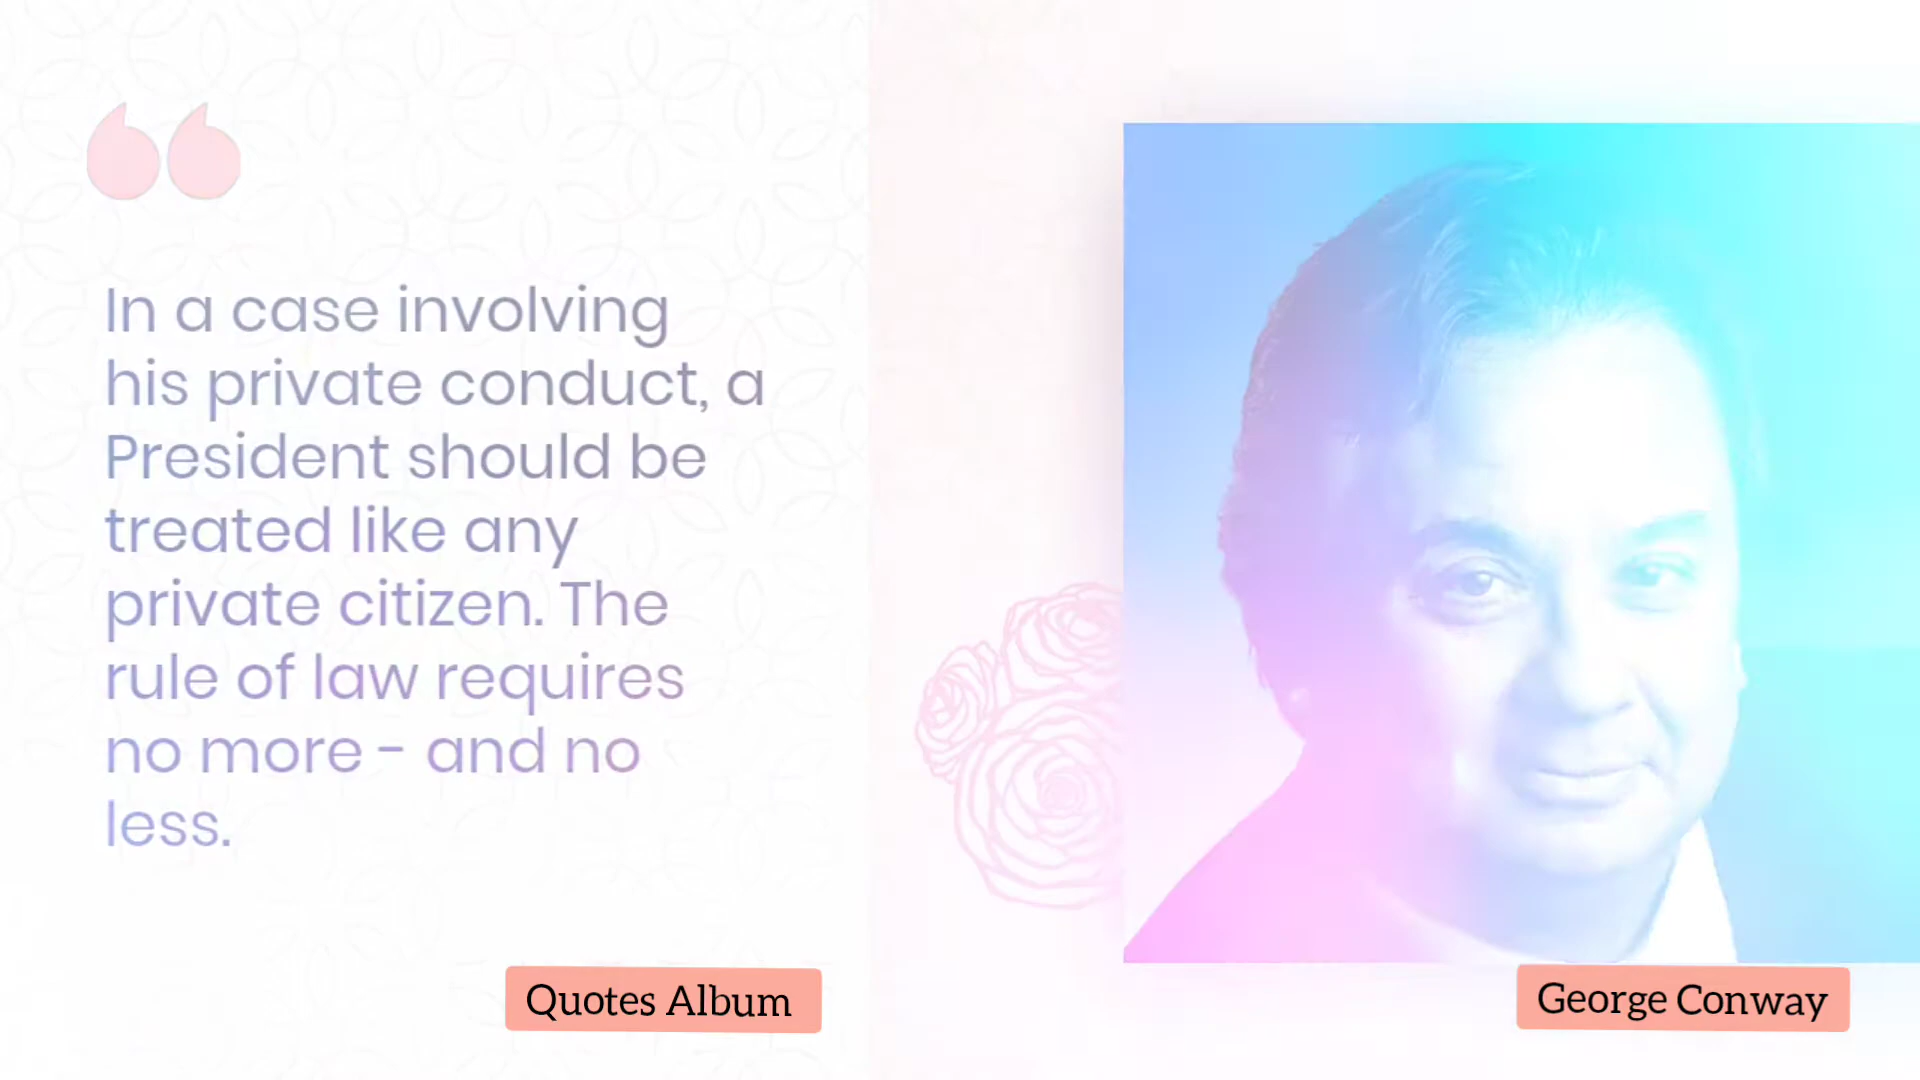 In a case involving
his private conduct, a
President should be
treated like any
private citizen. The
rule of law requires
no more - and no
less.
Quotes Album
George Conway